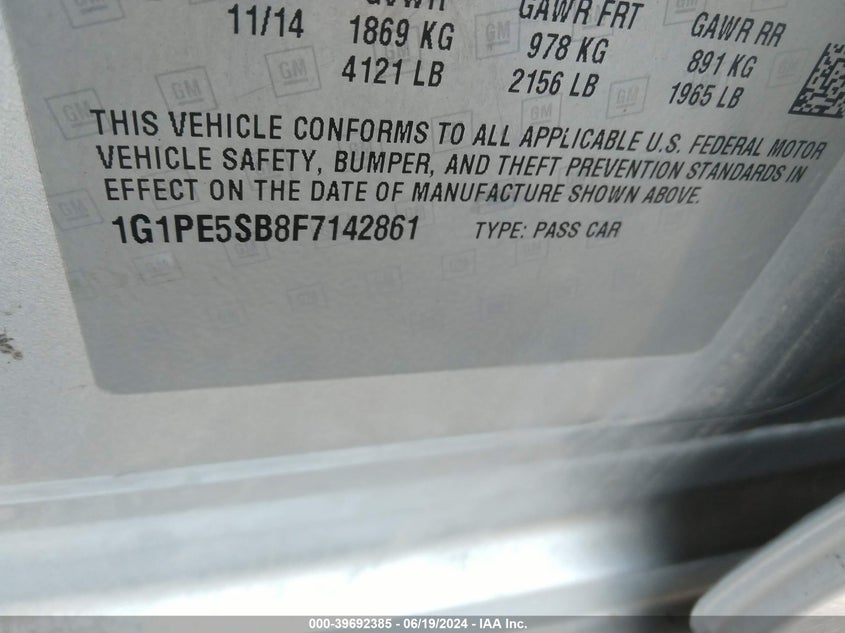 GVWR GAWR FRT GAWR RR
11/14 1869 KG 978 KG 891 KG
4121 LB 2156 LB 1965 LB
THIS VEHICLE CONFORMS TO ALL APPLICABLE U.S. FEDERAL MOTOR
VEHICLE SAFETY, BUMPER, AND THEFT PREVENTION STANDARDS IN
EFFECT ON THE DATE OF MANUFACTURE SHOWN ABOVE.
1G1PE5SB8F7142861 TYPE: PASS CAR
GM
000-39692385 - 06/19/2024 - IAA Inc.